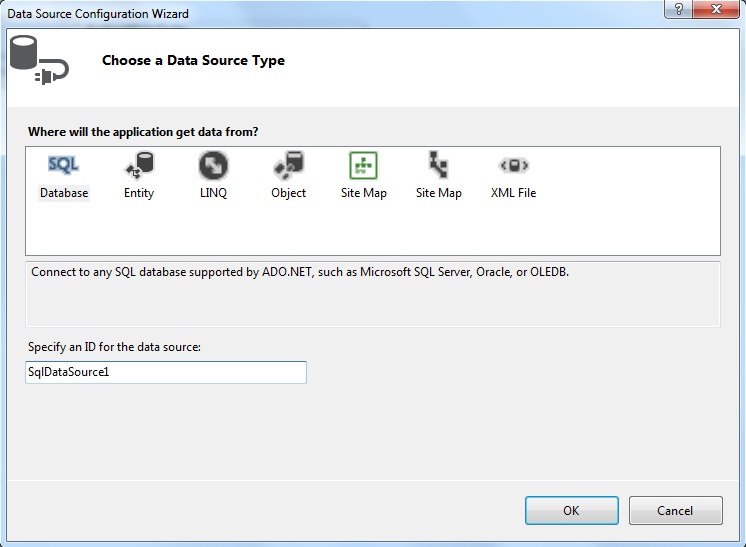 Data Source Configuration Wizard
?
Choose a Data Source Type
Where will the application get data from?
SQL
Database Entity LINQ Object Site Map Site Map XML File
Connect to any SQL database supported by ADO.NET, such as Microsoft SQL Server, Oracle, or OLEDB.
Specify an ID for the data source:
SqlDataSource1
OK Cancel